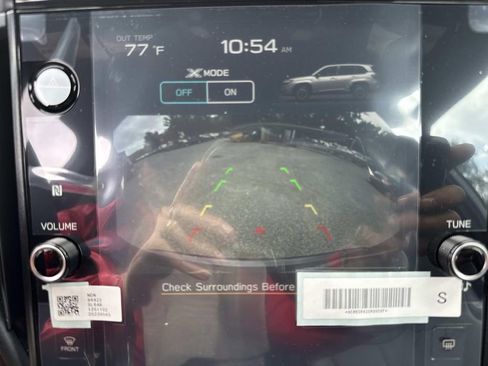 OUT TEMP
77 °F
10:54 AM
X MODE
OFF
ON
VOLUME
TUNE
Check Surroundings Before
S
FRONT